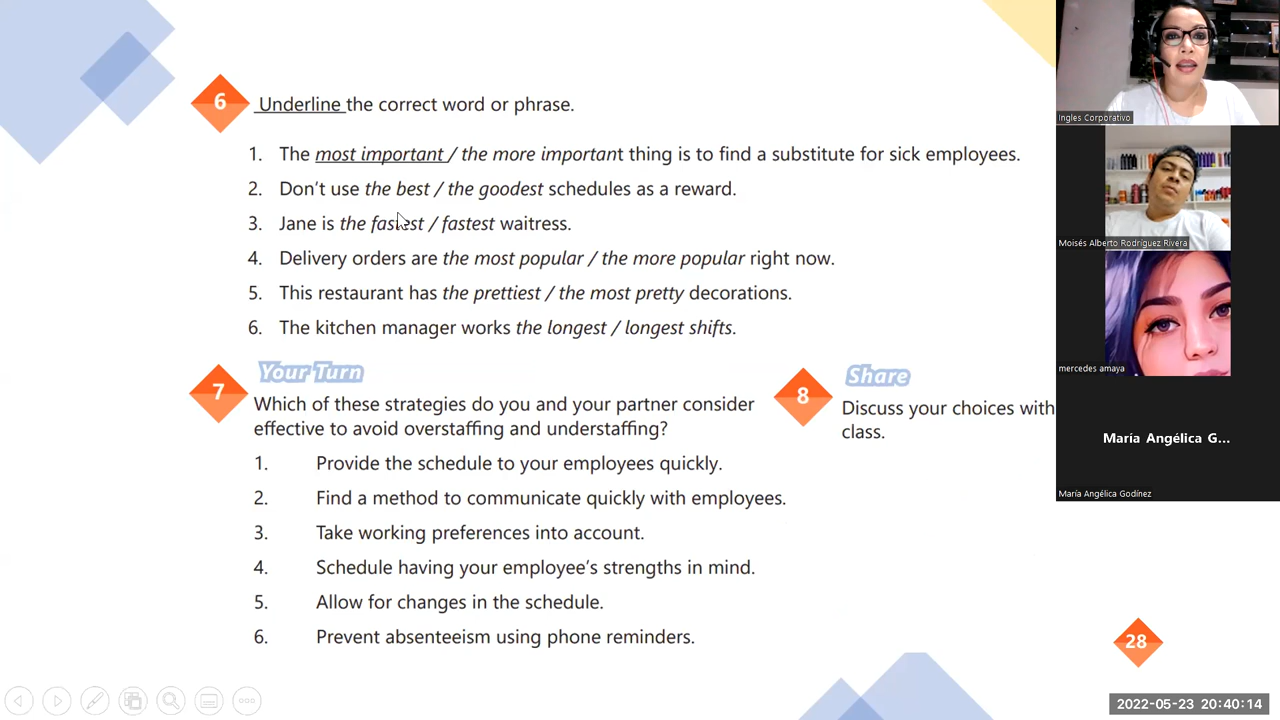 6 Underline the correct word or phrase.
1. The most important / the more important thing is to find a substitute for sick employees.
2. Don't use the best / the goodest schedules as a reward.
3. Jane is the fastest / fastest waitress.
4. Delivery orders are the most popular / the more popular right now.
5. This restaurant has the prettiest / the most pretty decorations.
6. The kitchen manager works the longest / longest shifts.
7 Your Turn
Which of these strategies do you and your partner consider
effective to avoid overstaffing and understaffing?
1. Provide the schedule to your employees quickly.
2. Find a method to communicate quickly with employees.
3. Take working preferences into account.
4. Schedule having your employee's strengths in mind.
5. Allow for changes in the schedule.
6. Prevent absenteeism using phone reminders.
8 Share
Discuss your choices with
class.
28
Ingles Corporativo
Moisés Alberto Rodríguez Rivera
mercedes amaya
María Angélica G...
María Angélica Godínez
2022-05-23 20:40:14